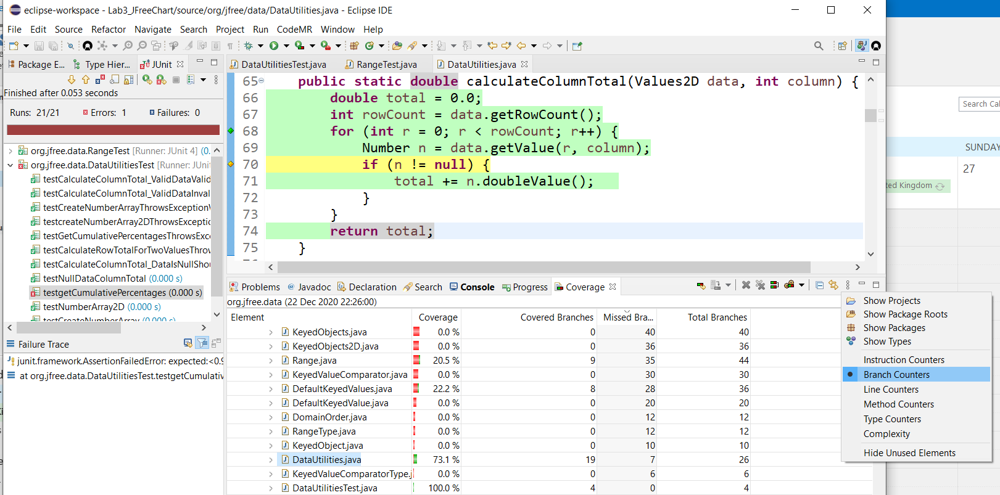 eclipse-workspace - Lab3_JFreeChart/source/org/jfree/data/DataUtilities.java - Eclipse IDE
File Edit Source Refactor Navigate Search Project Run CodeMR Window Help
Package E... Type Hier... JUnit
Finished after 0.053 seconds
Runs: 21/21 Errors: 1 Failures: 0
org.jfree.data.RangeTest [Runner: JUnit 4] (0.
org.jfree.data.DataUtilitiesTest [Runner: JUni
testCalculateColumnTotal_ValidDataValid
testCalculateColumnTotal_ValidDataInval
testCreateNumberArrayThrowsException
testcreateNumberArray2DThrowsExceptic
testGetCumulativePercentagesThrowsExc
testCalculateRowTotalForTwoValuesThrow
testCalculateColumnTotal_DataIsNullShou
testNullDataColumnTotal (0.000 s)
testgetCumulativePercentages (0.000 s)
testNumberArray2D (0.000 s)
testCreateNumberArray (0.000 s)
Failure Trace
junit.framework.AssertionFailedError: expected:<0.9
at org.jfree.data.DataUtilitiesTest.testgetCumulativ
DataUtilitiesTest.java RangeTest.java DataUtilities.java
65 public static double calculateColumnTotal(Values2D data, int column) {
66 double total = 0.0;
67 int rowCount = data.getRowCount();
68 for (int r = 0; r < rowCount; r++) {
69 Number n = data.getValue(r, column);
70 if (n != null) {
71 total += n.doubleValue();
72 }
73 }
74 return total;
75 }
Problems @ Javadoc Declaration Search Console Progress Coverage
org.jfree.data (22 Dec 2020 22:26:00)
Element Coverage Covered Branches Missed Bra... Total Branches
KeyedObjects.java 0.0 % 0 40 40
KeyedObjects2D.java 0.0 % 0 36 36
Range.java 20.5 % 9 35 44
KeyedValueComparator.java 0.0 % 0 30 30
DefaultKeyedValues.java 22.2 % 8 28 36
DefaultKeyedValue.java 0.0 % 0 20 20
DomainOrder.java 0.0 % 0 12 12
RangeType.java 0.0 % 0 12 12
KeyedObject.java 0.0 % 0 10 10
DataUtilities.java 73.1 % 19 7 26
KeyedValueComparatorType.j 0.0 % 0 6 6
DataUtilitiesTest.java 100.0 % 4 0 4
Show Projects
Show Package Roots
Show Packages
Show Types
Instruction Counters
Branch Counters
Line Counters
Method Counters
Type Counters
Complexity
Hide Unused Elements
Search Cal
SUNDAY
27
ted Kingdom